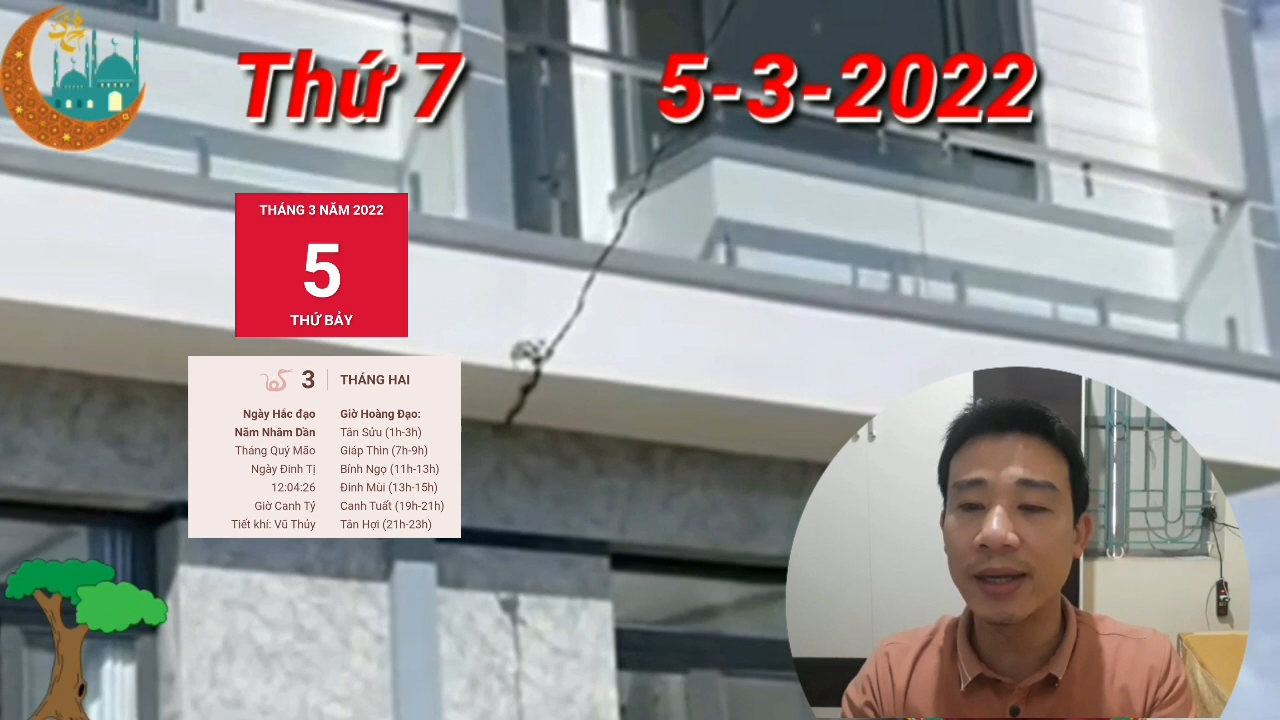 Thứ 7 5-3-2022
THÁNG 3 NĂM 2022
5
THỨ BẢY
3 THÁNG HAI
Ngày Hắc đạo Giờ Hoàng Đạo:
Năm Nhâm Dần Tân Sửu (1h-3h)
Tháng Quý Mão Giáp Thìn (7h-9h)
Ngày Đinh Tị Bính Ngọ (11h-13h)
12:04:26 Đinh Mùi (13h-15h)
Giờ Canh Tý Canh Tuất (19h-21h)
Tiết khí: Vũ Thủy Tân Hợi (21h-23h)